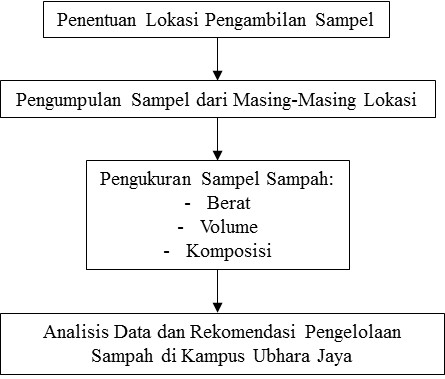 Penentuan Lokasi Pengambilan Sampel
Pengumpulan Sampel dari Masing-Masing Lokasi
Pengukuran Sampel Sampah:
- Berat
- Volume
- Komposisi
Analisis Data dan Rekomendasi Pengelolaan
Sampah di Kampus Ubhara Jaya